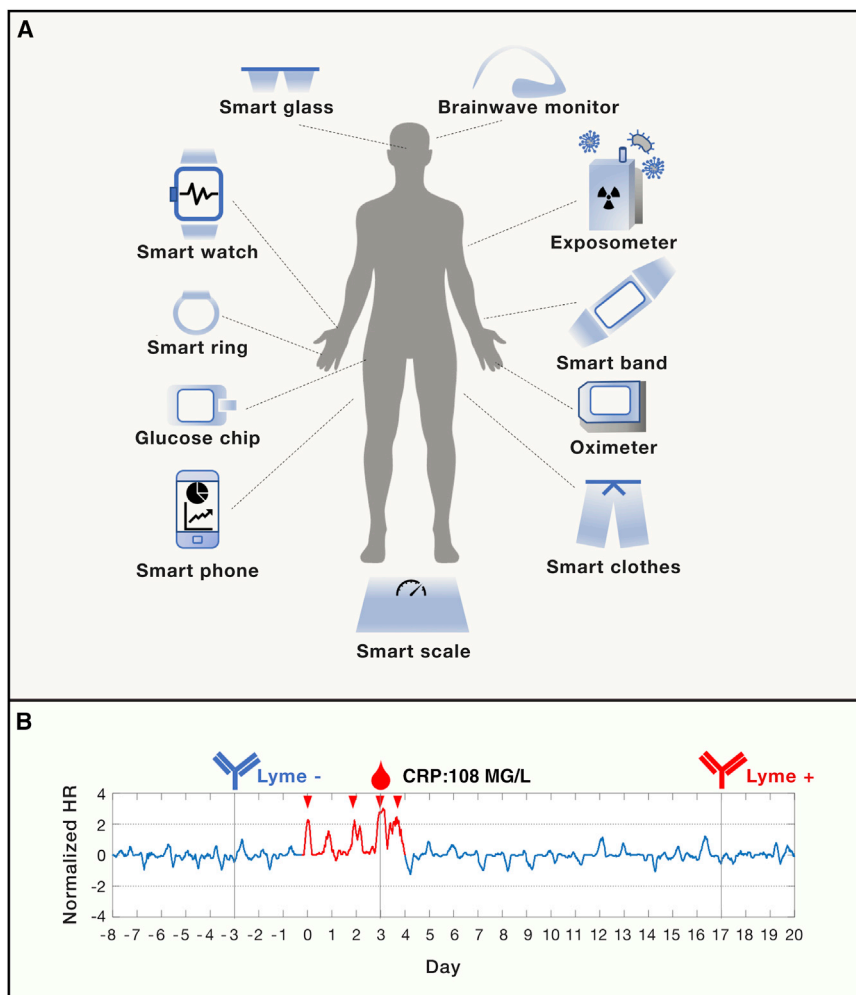 A
Smart glass
Brainwave monitor
Smart watch
Exposometer
Smart ring
Smart band
Glucose chip
Oximeter
Smart phone
Smart clothes
Smart scale
B
Lyme -
CRP:108 MG/L
Lyme +
Normalized HR
4
2
0
-2
-4
-8 -7 -6 -5 -4 -3 -2 -1 0 1 2 3 4 5 6 7 8 9 10 11 12 13 14 15 16 17 19 20
Day